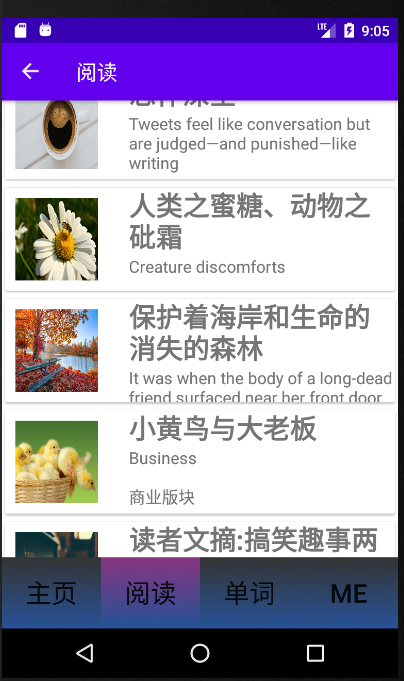 LTE 9:05
阅读
Tweets feel like conversation but
are judged—and punished—like
writing
人类之蜜糖、动物之
砒霜
Creature discomforts
保护着海岸和生命的
消失的森林
It was when the body of a long-dead
friend surfaced near her front door
小黄鸟与大老板
Business
商业版块
读者文摘:搞笑趣事两
主页
阅读
单词
ME